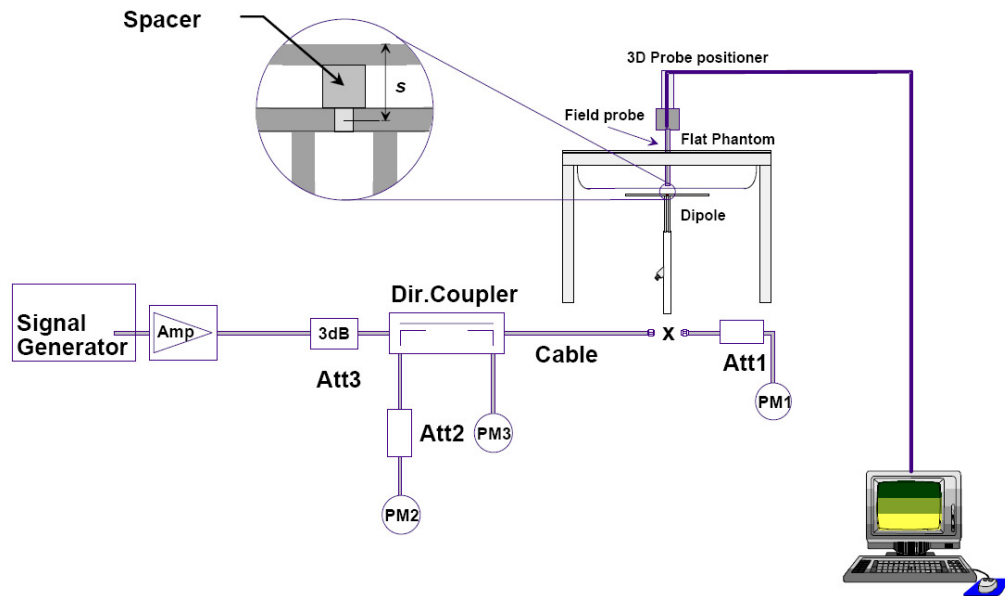 Spacer
s
3D Probe positioner
Field probe
Flat Phantom
Dipole
Dir.Coupler
Signal
Generator
Amp
3dB
Att3
Cable
x
Att1
PM1
Att2
PM3
PM2